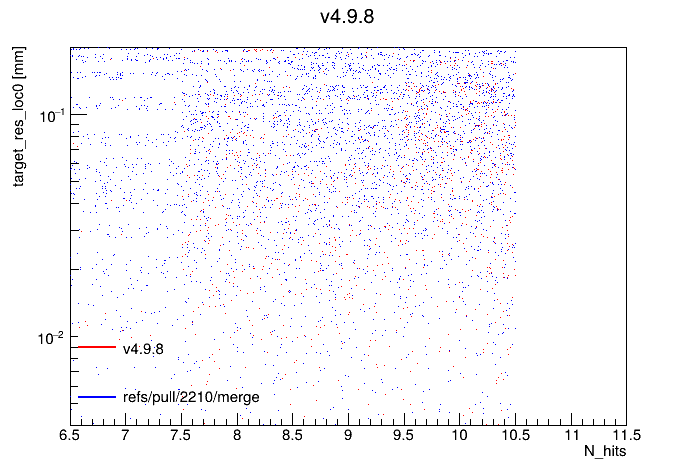 v4.9.8
target_res_loc0 [mm]
10⁻¹
10⁻²
v4.9.8
refs/pull/2210/merge
6.5 7 7.5 8 8.5 9 9.5 10 10.5 11 11.5
N_hits